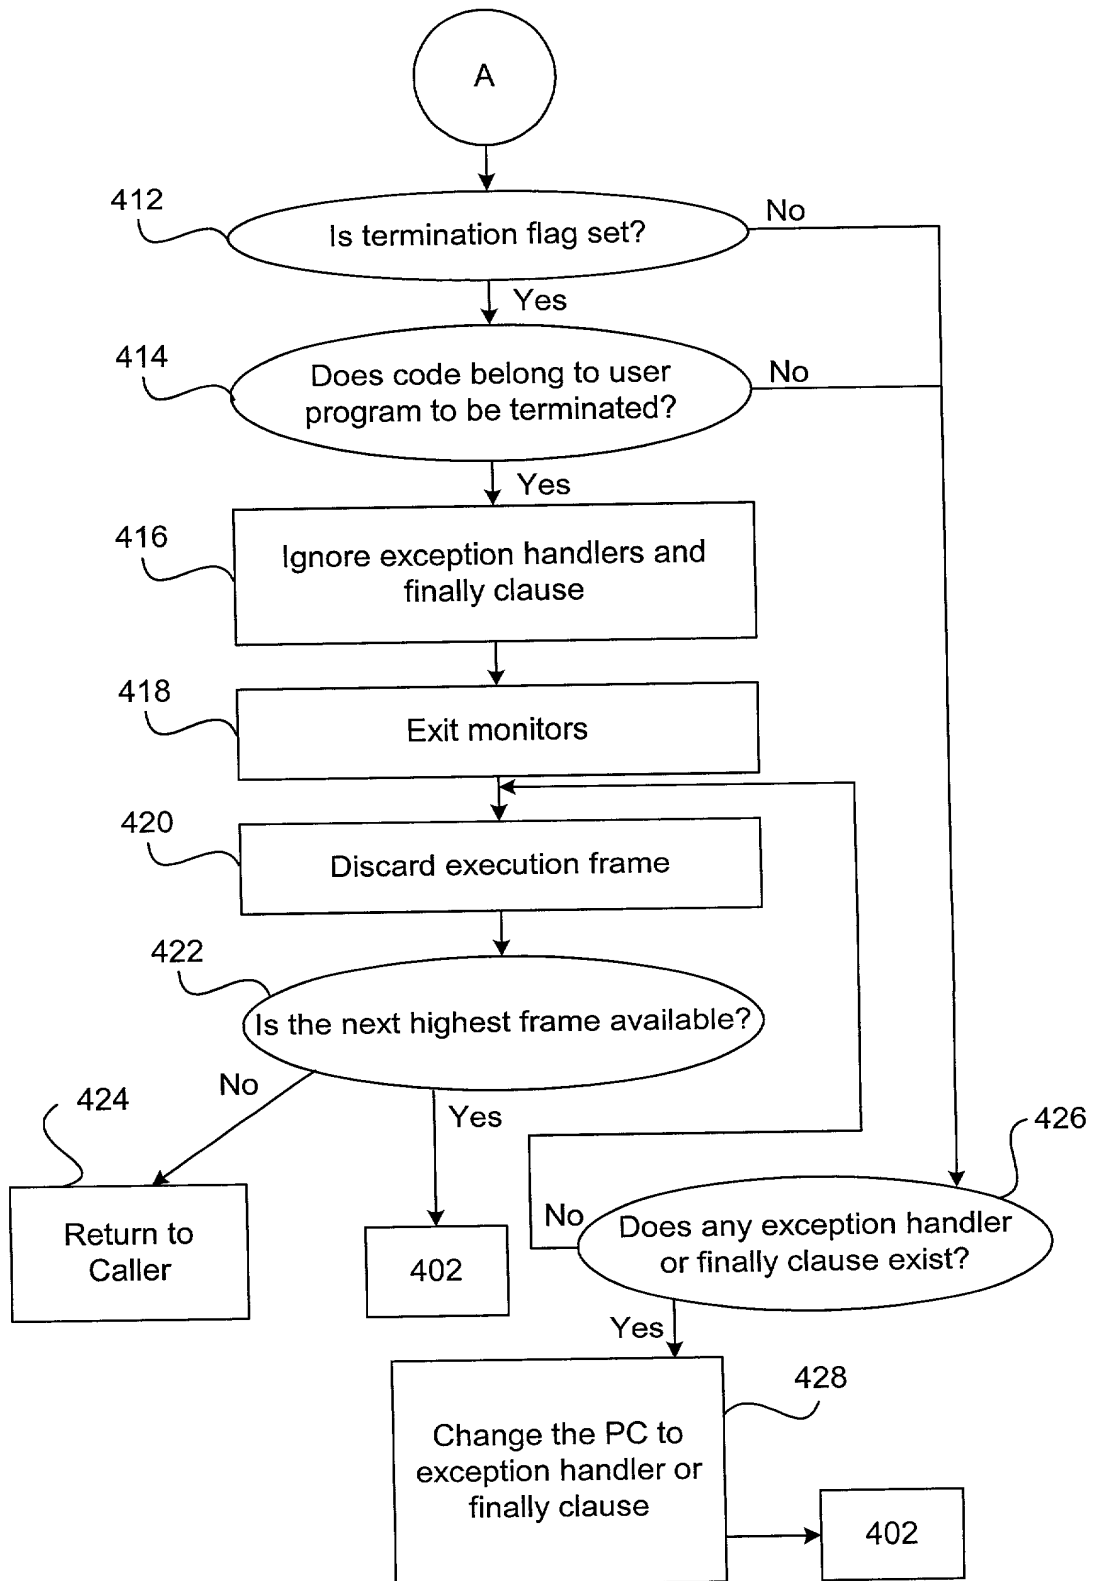 A
412
Is termination flag set?
No
Yes
414
Does code belong to user
program to be terminated?
No
Yes
416
Ignore exception handlers and
finally clause
418
Exit monitors
420
Discard execution frame
422
Is the next highest frame available?
No
Yes
424
Return to
Caller
402
426
No
Does any exception handler
or finally clause exist?
Yes
428
Change the PC to
exception handler or
finally clause
402